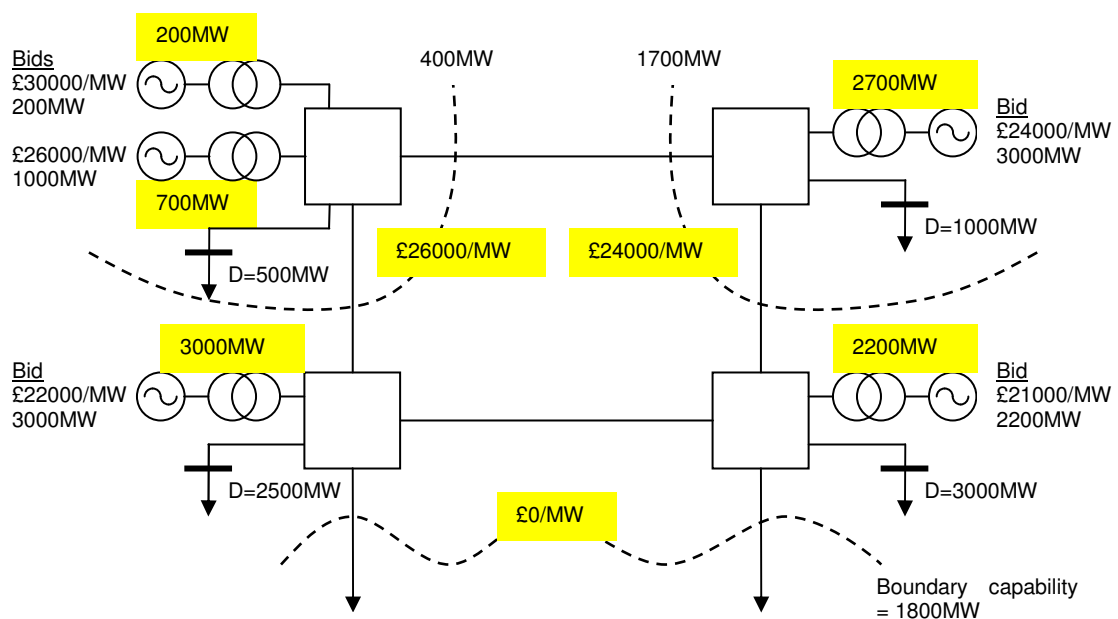 200MW
Bids
£30000/MW
200MW
£26000/MW
1000MW
700MW
D=500MW
400MW
1700MW
2700MW
Bid
£24000/MW
3000MW
D=1000MW
£26000/MW
£24000/MW
3000MW
Bid
£22000/MW
3000MW
D=2500MW
2200MW
Bid
£21000/MW
2200MW
D=3000MW
£0/MW
Boundary capability
= 1800MW